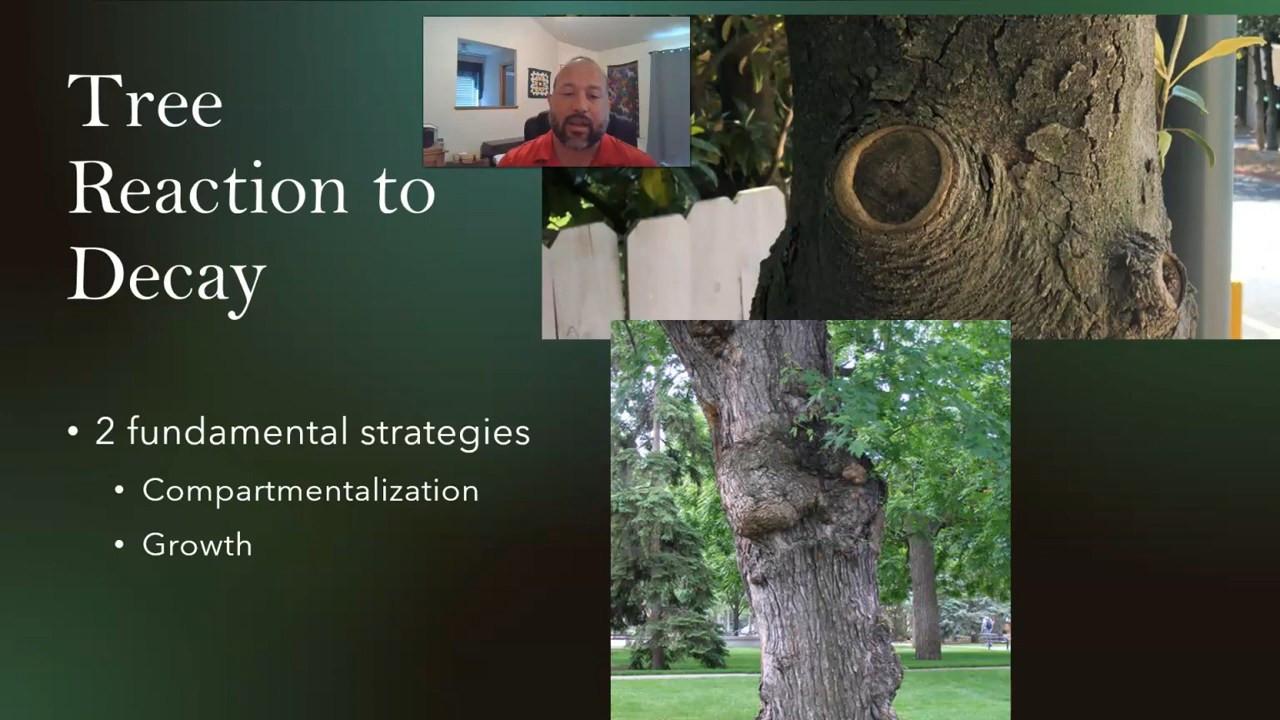 Tree
Reaction to
Decay
• 2 fundamental strategies
• Compartmentalization
• Growth